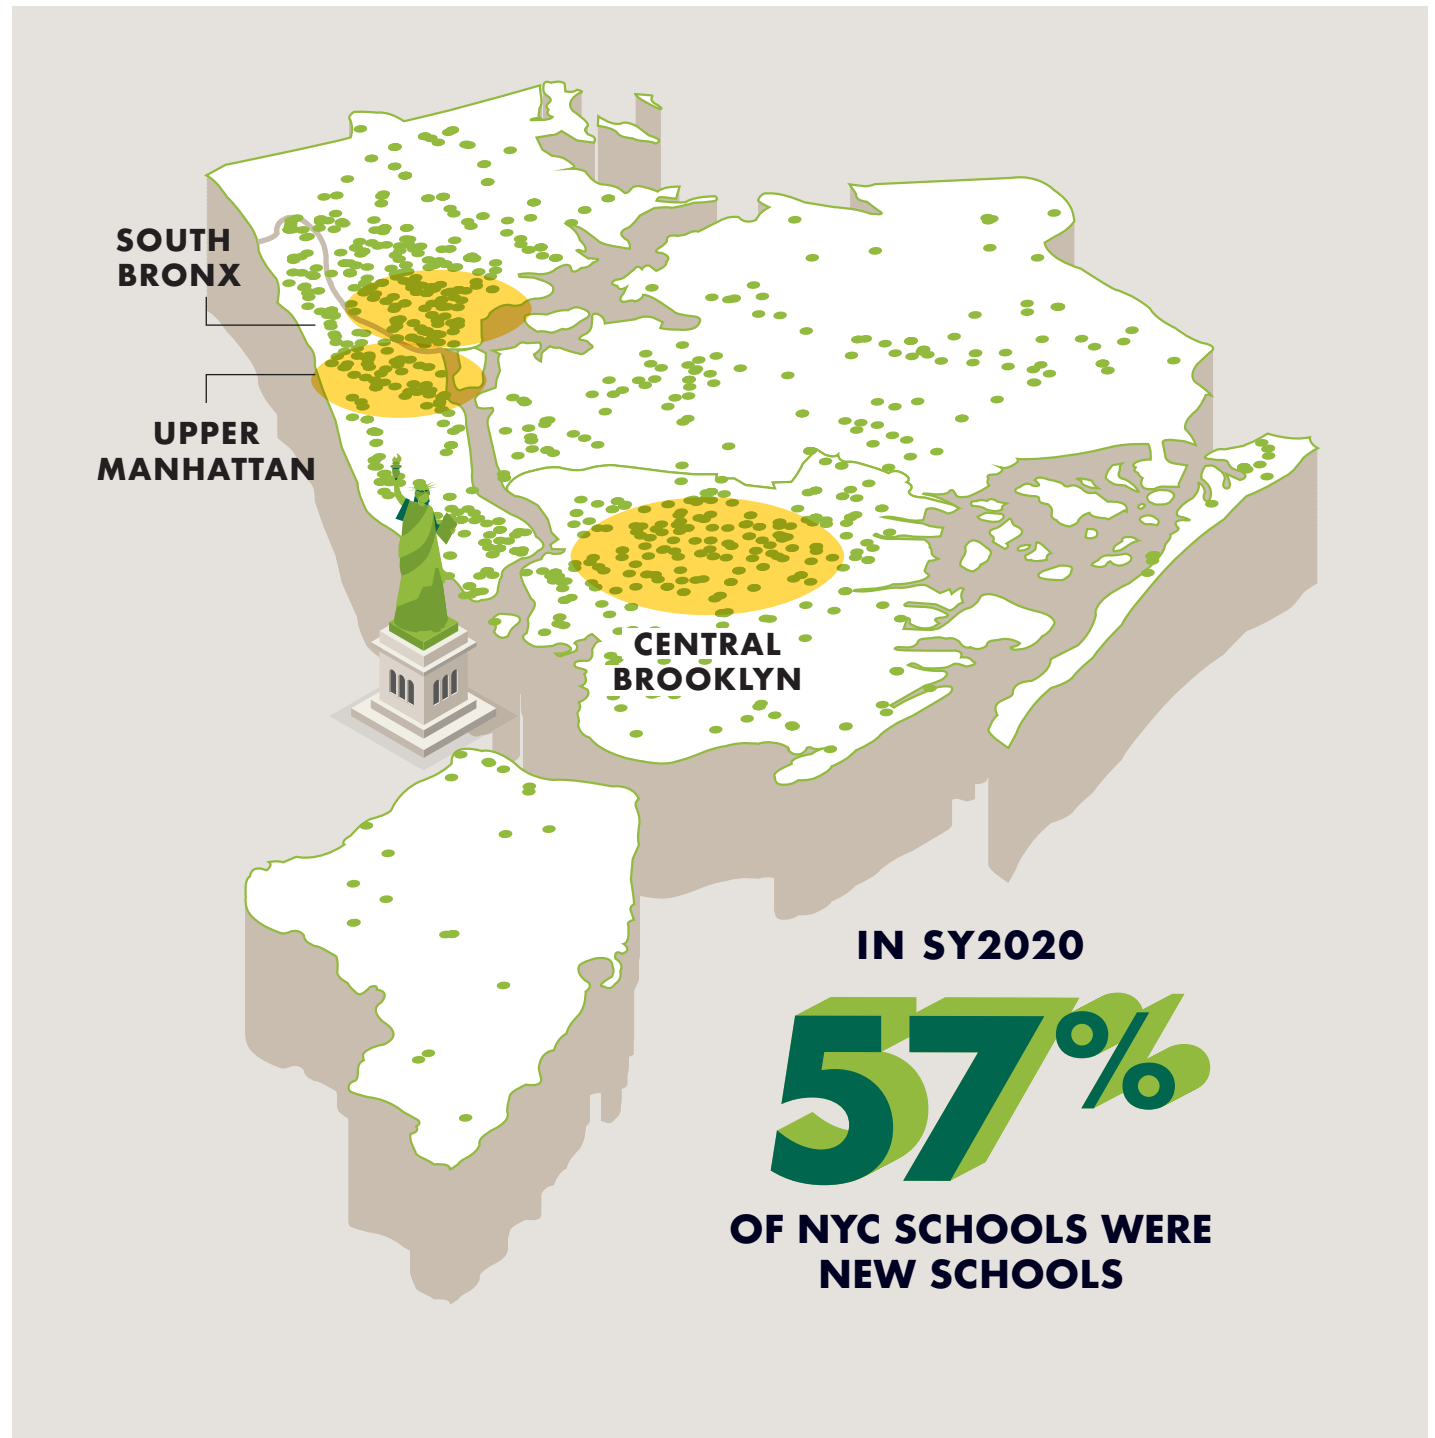 SOUTH
BRONX
UPPER
MANHATTAN
CENTRAL
BROOKLYN
IN SY2020
57%
OF NYC SCHOOLS WERE
NEW SCHOOLS